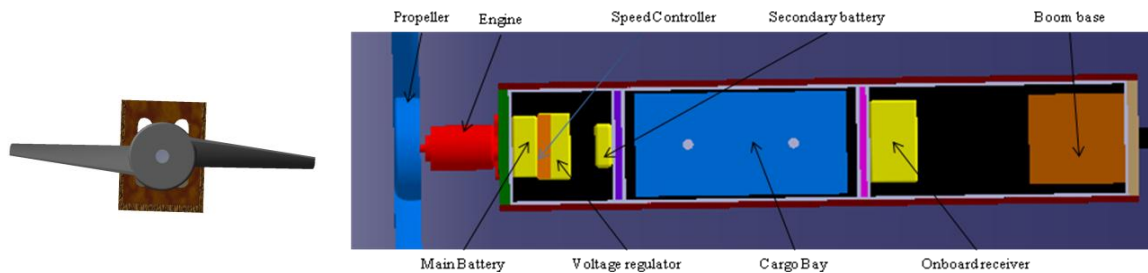 Propeller Engine Speed Controller Secondary battery Boom base
Main Battery Voltage regulator Cargo Bay Onboard receiver